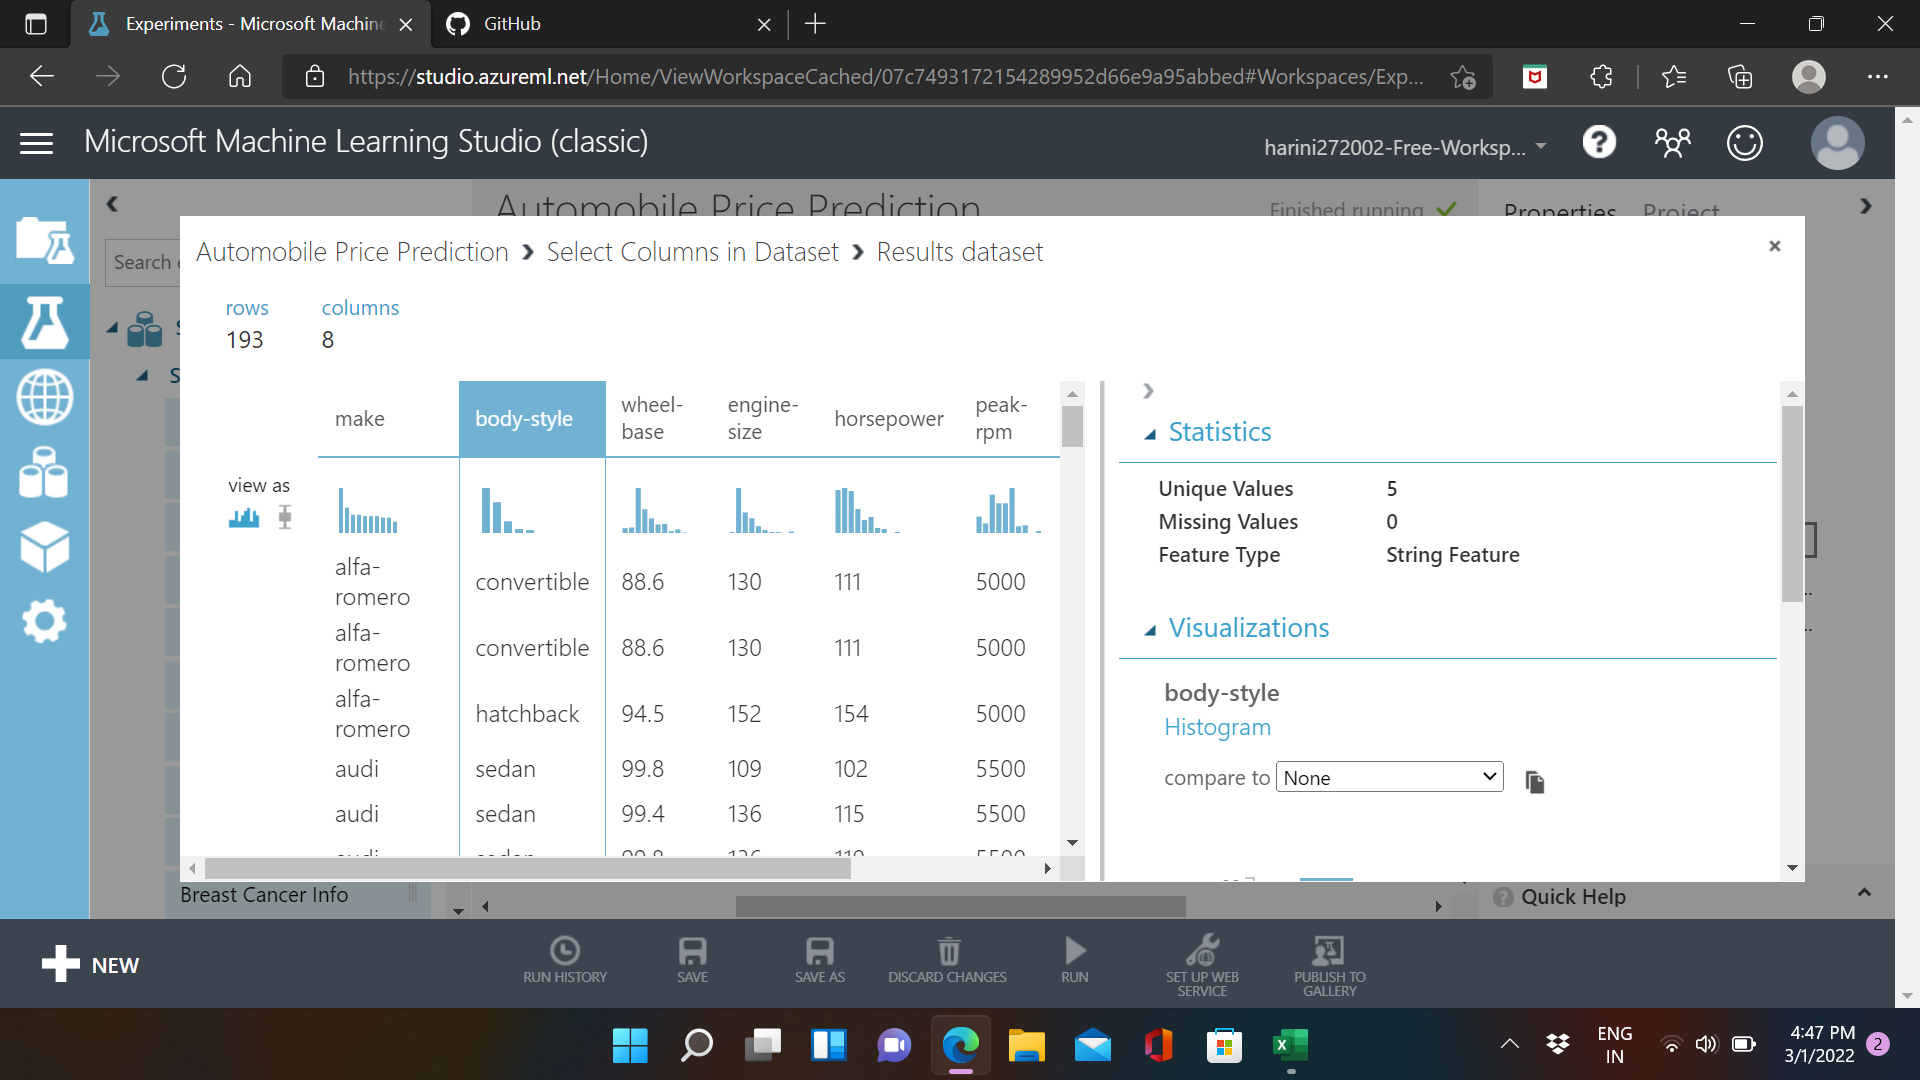 Experiments - Microsoft Machine
GitHub
https://studio.azureml.net/Home/ViewWorkspaceCached/07c7493172154289952d66e9a95abbed#Workspaces/Exp...
Microsoft Machine Learning Studio (classic)
harini272002-Free-Worksp...
Automobile Price Prediction
Finished running
Properties Project
Search
Automobile Price Prediction > Select Columns in Dataset > Results dataset
rows columns
193 8
make body-style wheel-base engine-size horsepower peak-rpm
view as
alfa-romero convertible 88.6 130 111 5000
alfa-romero convertible 88.6 130 111 5000
alfa-romero hatchback 94.5 152 154 5000
audi sedan 99.8 109 102 5500
audi sedan 99.4 136 115 5500
Statistics
Unique Values 5
Missing Values 0
Feature Type String Feature
Visualizations
body-style
Histogram
compare to None
Breast Cancer Info
Quick Help
NEW
RUN HISTORY
SAVE
SAVE AS
DISCARD CHANGES
RUN
SET UP WEB SERVICE
PUBLISH TO GALLERY
ENG
IN
4:47 PM
3/1/2022
2